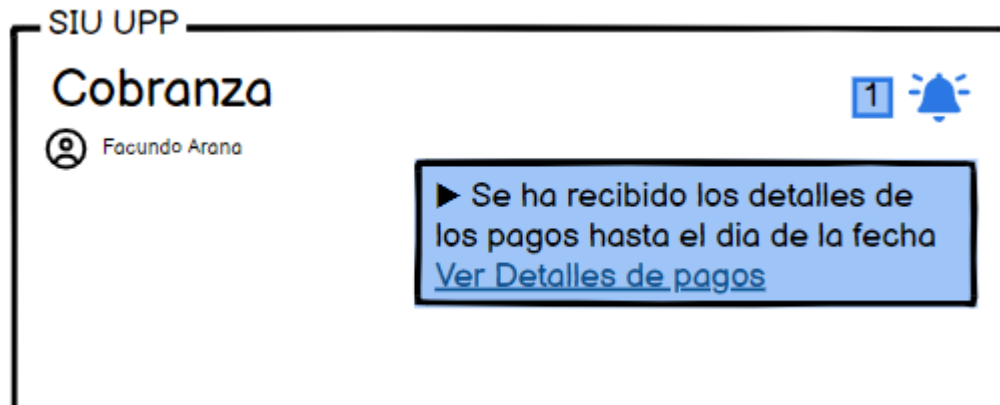 SIU UPP
Cobranza
1
Facundo Arana
▶ Se ha recibido los detalles de
los pagos hasta el dia de la fecha
Ver Detalles de pagos